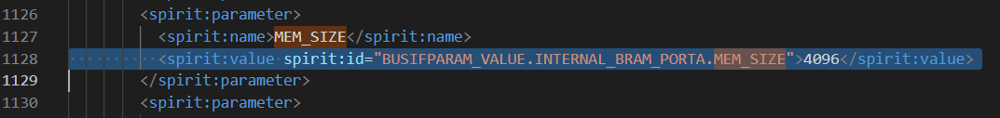 1126 <spirit:parameter>
1127 <spirit:name>MEM_SIZE</spirit:name>
1128 <spirit:value spirit:id="BUSIFPARAM_VALUE.INTERNAL_BRAM_PORTA.MEM_SIZE">4096</spirit:value>
1129 </spirit:parameter>
1130 <spirit:parameter>